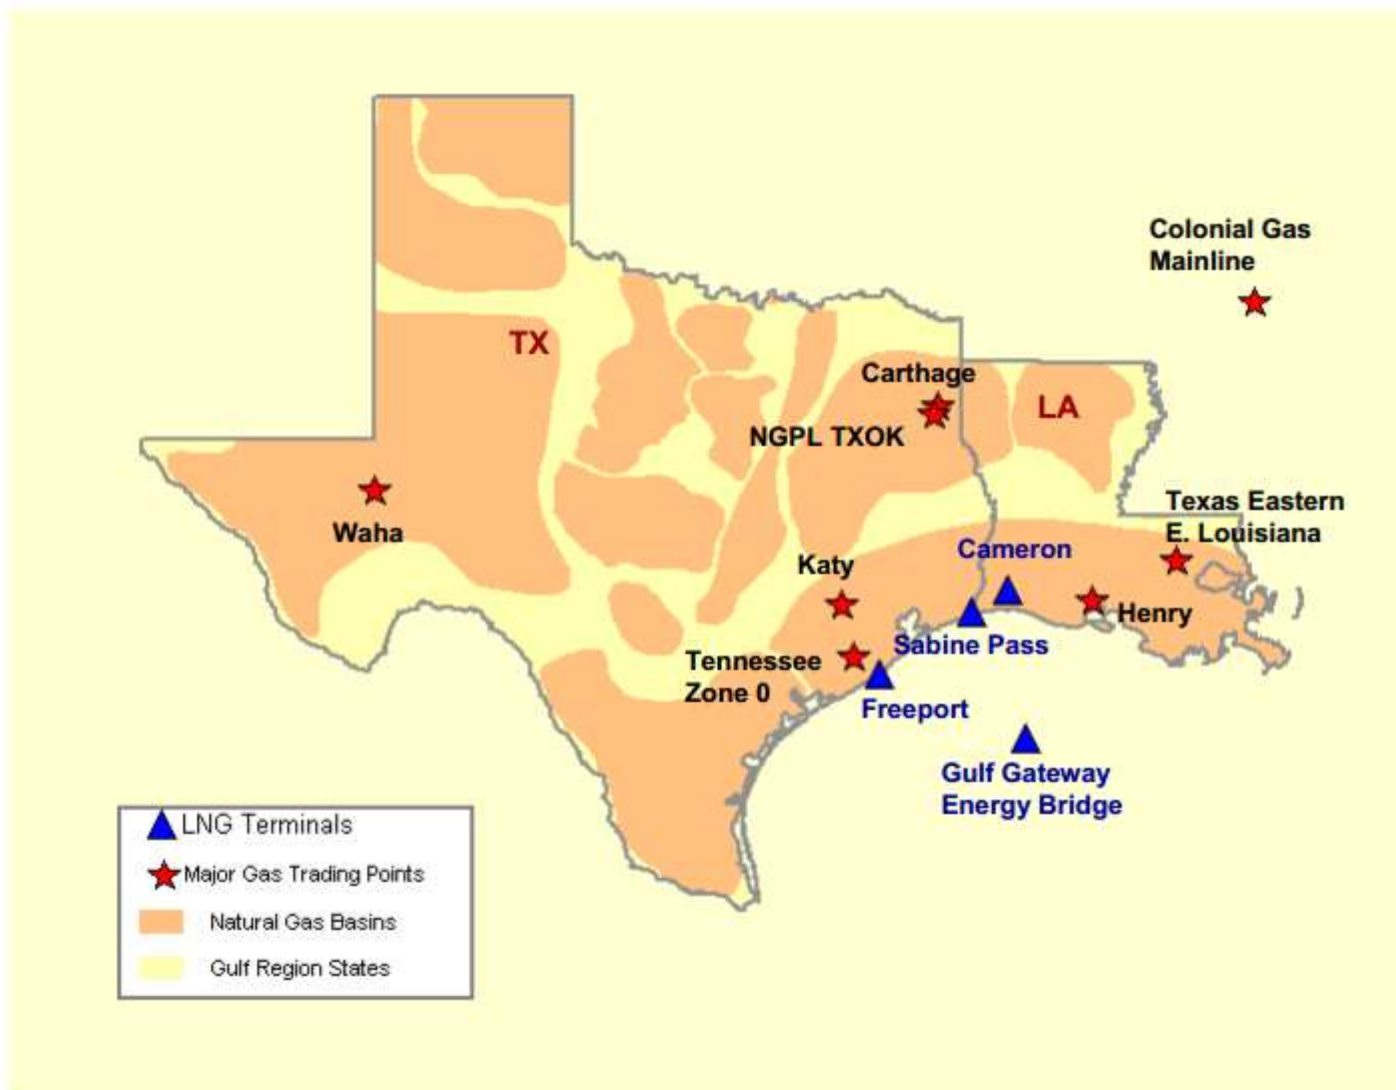 Colonial Gas
Mainline
TX
Carthage
LA
NGPL TXOK
Texas Eastern
E. Louisiana
Waha
Cameron
Katy
Henry
Sabine Pass
Tennessee
Zone 0
Freeport
Gulf Gateway
Energy Bridge
LNG Terminals
Major Gas Trading Points
Natural Gas Basins
Gulf Region States